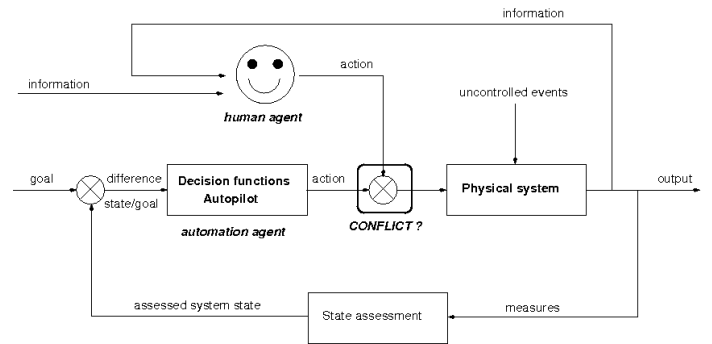 information
action
information
human agent
uncontrolled events
goal
difference
state/goal
Decision functions
Autopilot
automation agent
action
CONFLICT ?
Physical system
output
assessed system state
State assessment
measures